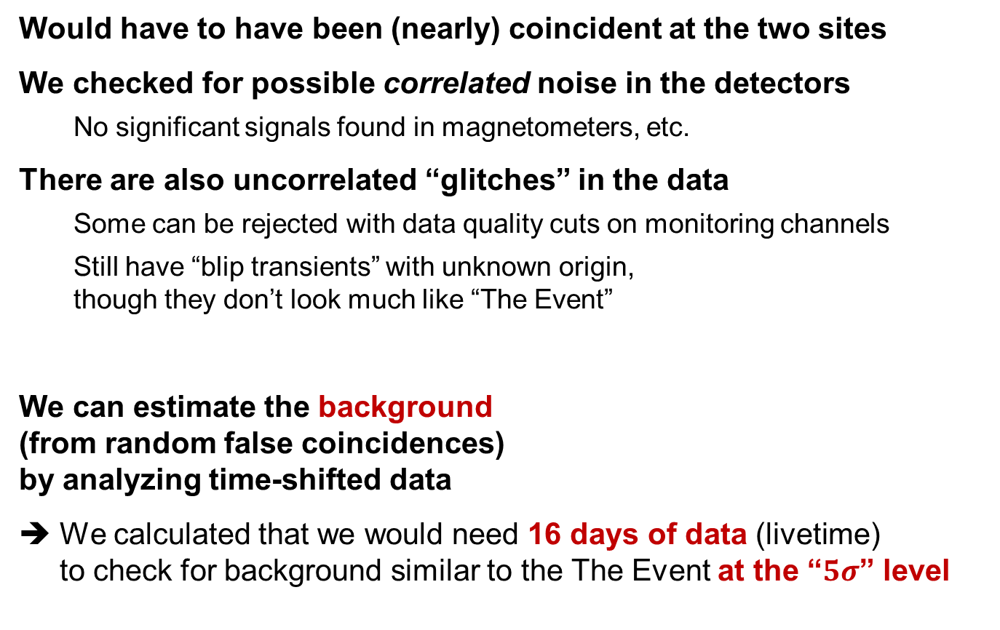 Would have to have been (nearly) coincident at the two sites
We checked for possible correlated noise in the detectors
No significant signals found in magnetometers, etc.
There are also uncorrelated “glitches” in the data
Some can be rejected with data quality cuts on monitoring channels
Still have “blip transients” with unknown origin,
though they don’t look much like “The Event”
We can estimate the background
(from random false coincidences)
by analyzing time-shifted data
➔ We calculated that we would need 16 days of data (livetime)
to check for background similar to the The Event at the “5σ” level